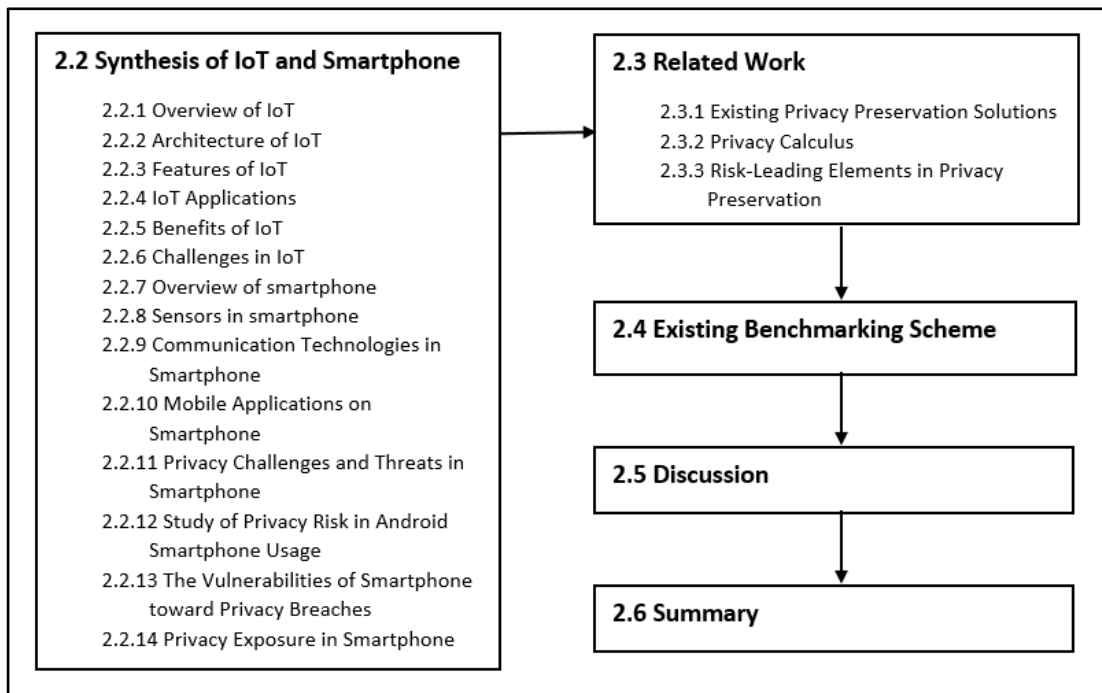 2.2 Synthesis of IoT and Smartphone
2.2.1 Overview of IoT
2.2.2 Architecture of IoT
2.2.3 Features of IoT
2.2.4 IoT Applications
2.2.5 Benefits of IoT
2.2.6 Challenges in IoT
2.2.7 Overview of smartphone
2.2.8 Sensors in smartphone
2.2.9 Communication Technologies in
Smartphone
2.2.10 Mobile Applications on
Smartphone
2.2.11 Privacy Challenges and Threats in
Smartphone
2.2.12 Study of Privacy Risk in Android
Smartphone Usage
2.2.13 The Vulnerabilities of Smartphone
toward Privacy Breaches
2.2.14 Privacy Exposure in Smartphone
2.3 Related Work
2.3.1 Existing Privacy Preservation Solutions
2.3.2 Privacy Calculus
2.3.3 Risk-Leading Elements in Privacy
Preservation
2.4 Existing Benchmarking Scheme
2.5 Discussion
2.6 Summary